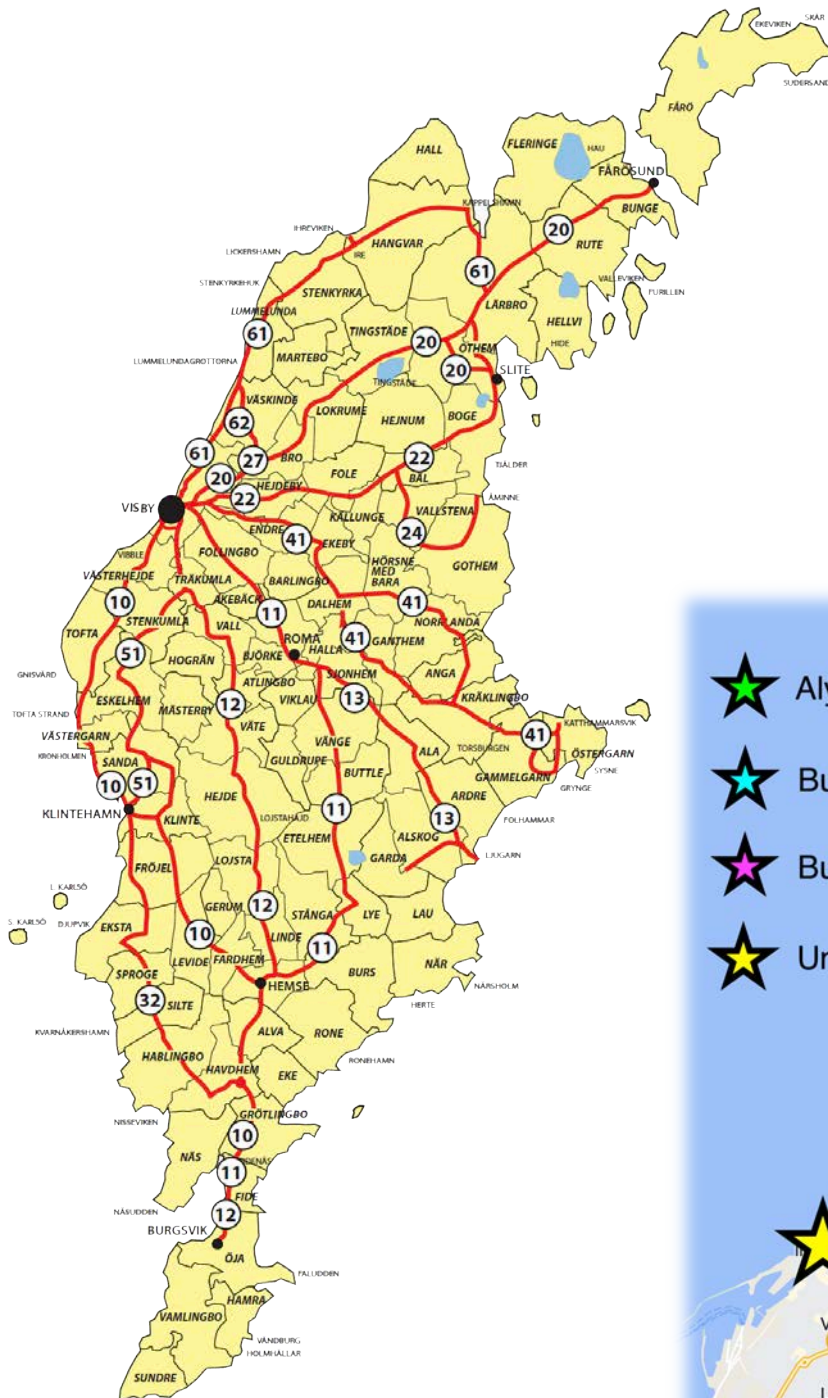 EKEVIKEN
SKÄR
SUDERSAND
FÅRÖ
HALL
FLERINGE
HAU
FÅRÖSUND
KAPPELSHAMN
BUNGE
IHREVIKEN
HANGVAR
20
RUTE
LICKERSHAMN
IRE
61
VALLEVIKEN
STENKYRKEHUK
STENKYRKA
FURILLEN
LÄRBRO
LUMMELUNDA
HELLVI
61
TINGSTÄDE
20
ÖTHEM
HIDE
LUMMELUNDAGROTTORNA
MARTEBO
20
SLITE
TINGSTÄDE
VÄSKINDE
LOKRUME
HEJNUM
BOGE
62
61
27
BRO
22
TJÄLDER
20
FOLE
BÄL
22
HEJDEBY
ÅMINNE
VISBY
KÄLLUNGE
VALLSTENA
ENDRE
41
EKEBY
24
VIBBLE
FOLLINGBO
HÖRSNE
MED
BARA
GOTHEM
VÄSTERHEJDE
TRÄKUMLA
BARLINGBO
10
ÅKEBÄCK
DALHEM
41
TOFTA
STENKUMLA
VALL
11
NORRLANDA
ROMA
41
GANTHEM
51
HOGRÄN
BJÖRKE
HALLA
GNISVÄRD
ESKELHEM
ATLINGBO
SJONHEM
ANGA
VIKLAU
13
KRÄKLINGBO
TOFTA STRAND
MÄSTERBY
12
VÄTE
KATTHAMMARSVIK
VÄSTERGARN
VÄNGE
ALA
TORSBURGEN
41
ÖSTERGARN
KRONHOLMEN
SANDA
GULDRUPE
BUTTLE
GAMMELGARN
SYSNE
10
51
HEJDE
ARDRE
GRYNGE
KLINTEHAMN
KLINTE
LOJSTAHAJD
11
13
FOLHAMMAR
ETELHEM
ALSKOG
FRÖJEL
LOJSTA
GARDA
LJUGARN
L. KARLSÖ
GERUM
12
STÅNGA
LYE
LAU
S. KARLSÖ
DJUPVIK
EKSTA
10
LINDE
11
LEVIDE
FARDHEM
BURS
NÄR
SPROGE
HEMSE
NÄRSHOLM
32
SILTE
HERTE
KVARNÅKERSHAMN
ALVA
RONE
HABLINGBO
HAVDHEM
RONEHAMN
EKE
NISSEVIKEN
GRÖTLINGBO
10
NÄS
11
FIDE
NÄSUDDEN
12
BURGSVIK
ÖJA
FALUDDEN
HAMRA
VAMLINGBO
VÄNDBURG
HOLMHÄLLAR
SUNDRE
Aly
Bu
Bu
Un